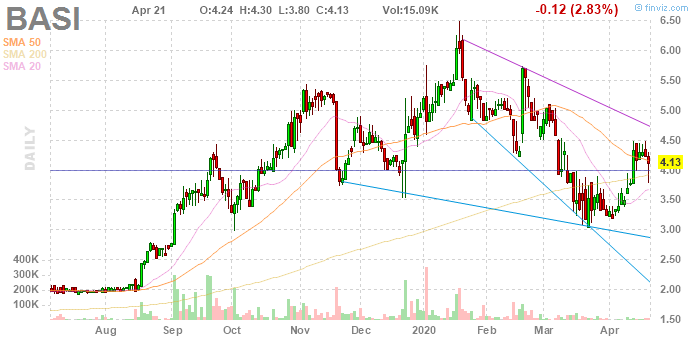 BASI
Apr 21 O:4.24 H:4.30 L:3.80 C:4.13 Vol:15.09K -0.12 (2.83%)
© finviz.com
SMA 50
SMA 200
SMA 20
DAILY
6.50
6.00
5.50
5.00
4.50
4.13
4.00
3.50
3.00
2.50
2.00
1.50
400K
300K
200K
100K
Aug Sep Oct Nov Dec 2020 Feb Mar Apr